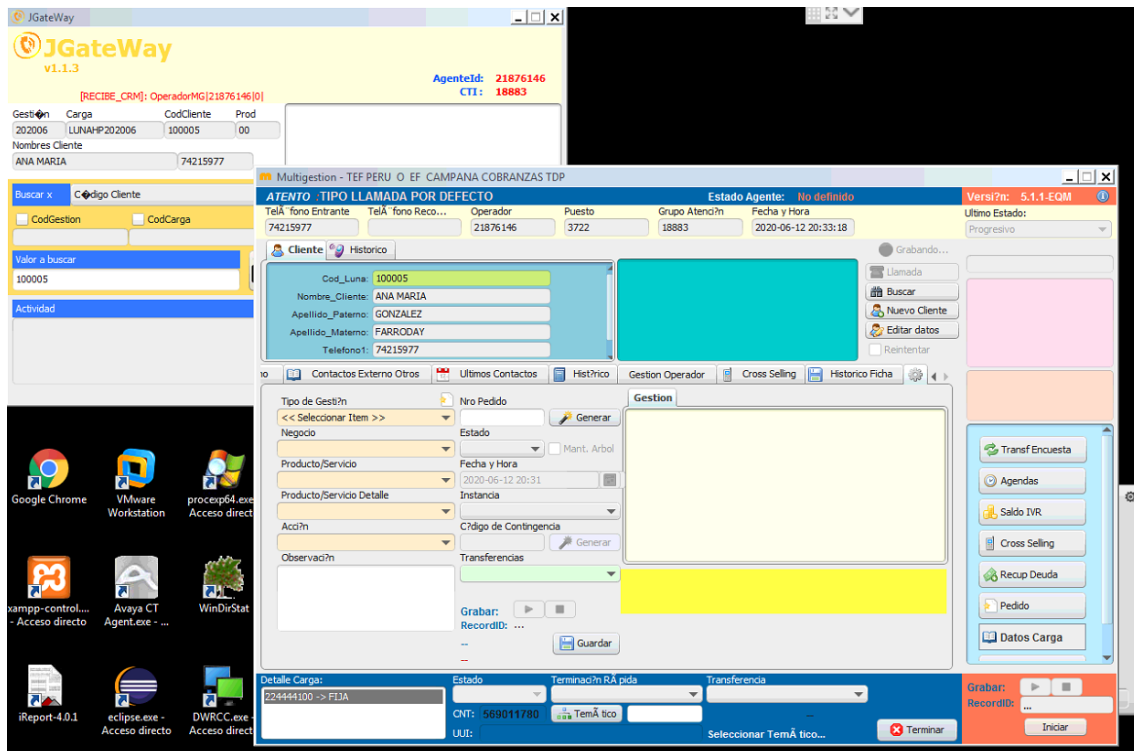 JGateWay
JGateWay
v1.1.3
AgenteId: 21876146
CTI: 18883
[RECIBE_CRM]: OperadorMG|21876146|0|
Gesti�n Carga CodCliente Prod
202006 LUNAHP202006 100005 00
Nombres Cliente
ANA MARIA 74215977
Buscar x C�digo Cliente
CodGestion CodCarga
Valor a buscar
100005
Actividad
Multigestion - TEF PERU O EF CAMPANA COBRANZAS TDP
ATENTO :TIPO LLAMADA POR DEFECTO Estado Agente: No definido Versi?n: 5.1.1-EQM
TelÃ¨fono Entrante TelÃ¨fono Reco... Operador Puesto Grupo Atenci?n Fecha y Hora Ultimo Estado:
74215977 21876146 3722 18883 2020-06-12 20:33:18 Progresivo
Cliente Historico Grabando...
Cod_Luna: 100005 Llamada
Nombre_Cliente: ANA MARIA Buscar
Apellido_Paterno: GONZALEZ Nuevo Cliente
Apellido_Materno: FARRODAY Editar datos
Telefono1: 74215977 Reintentar
no Contactos Externo Otros Ultimos Contactos Hist?rico Gestion Operador Cross Selling Historico Ficha
Tipo de Gesti?n Nro Pedido Gestion
<< Seleccionar Item >> Generar
Negocio Estado
Mant. Arbol
Producto/Servicio Fecha y Hora
2020-06-12 20:31
Producto/Servicio Detalle Instancia
Acci?n C?digo de Contingencia
Generar
Observaci?n Transferencias
Grabar:
RecordID: ...
--
Guardar
--
Transf Encuesta
Agendas
Saldo IVR
Cross Selling
Recup Deuda
Pedido
Datos Carga
Detalle Carga: Estado Terminaci?n RÃ pida Transferencia
224444100 -> FIJA
CNT: 569011780 TemÃ tico --
UUI: Seleccionar TemÃ tico... Terminar
Grabar:
RecordID: ...
Iniciar
Google Chrome
VMware
Workstation
procexp64.exe
Acceso direct
xampp-control....
- Acceso directo
Avaya CT
Agent.exe - ...
WinDirStat
iReport-4.0.1
eclipse.exe -
Acceso directo
DWRCC.exe -
Acceso direct